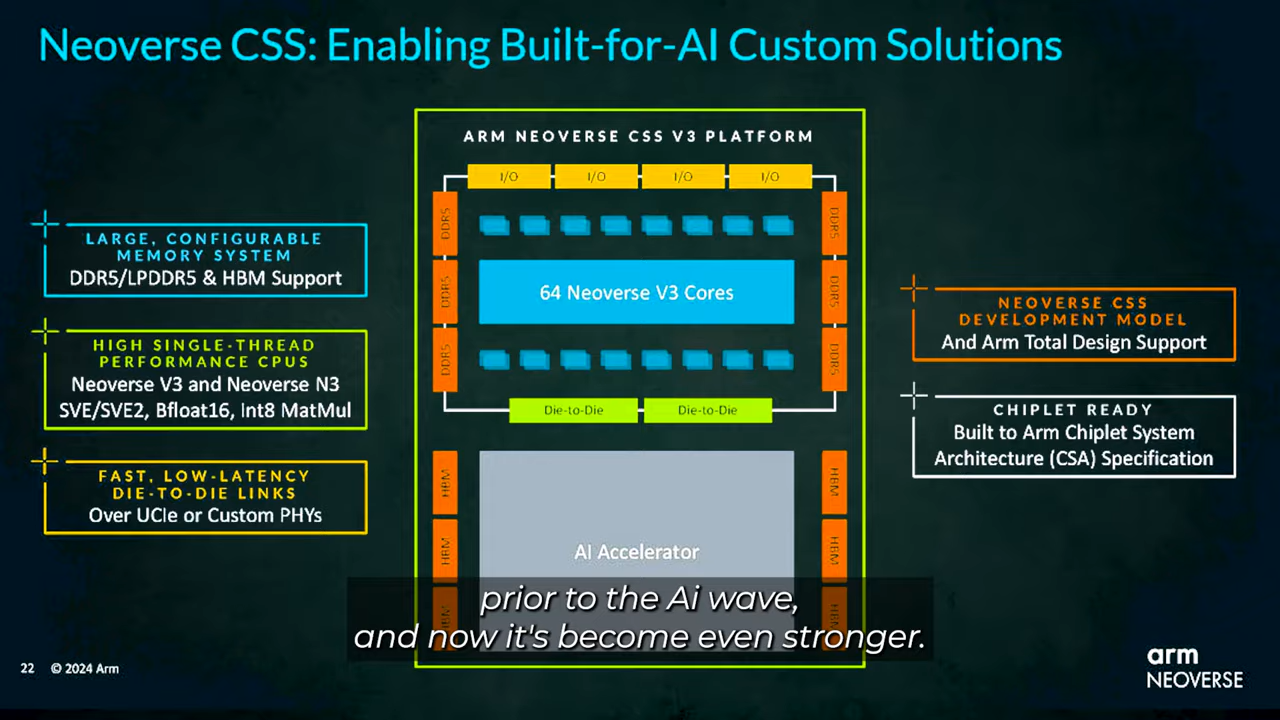 Neoverse CSS: Enabling Built-for-AI Custom Solutions
ARM NEOVERSE CSS V3 PLATFORM
I/O I/O I/O I/O
DDR5
DDR5
DDR5
DDR5
DDR5
DDR5
64 Neoverse V3 Cores
Die-to-Die Die-to-Die
HBM
HBM
HBM
HBM
HBM
HBM
AI Accelerator
LARGE, CONFIGURABLE
MEMORY SYSTEM
DDR5/LPDDR5 & HBM Support
HIGH SINGLE-THREAD
PERFORMANCE CPUS
Neoverse V3 and Neoverse N3
SVE/SVE2, Bfloat16, Int8 MatMul
FAST, LOW-LATENCY
DIE-TO-DIE LINKS
Over UCIe or Custom PHYs
NEOVERSE CSS
DEVELOPMENT MODEL
And Arm Total Design Support
CHIPLET READY
Built to Arm Chiplet System
Architecture (CSA) Specification
prior to the Ai wave,
and now it's become even stronger.
22 © 2024 Arm
arm
NEOVERSE